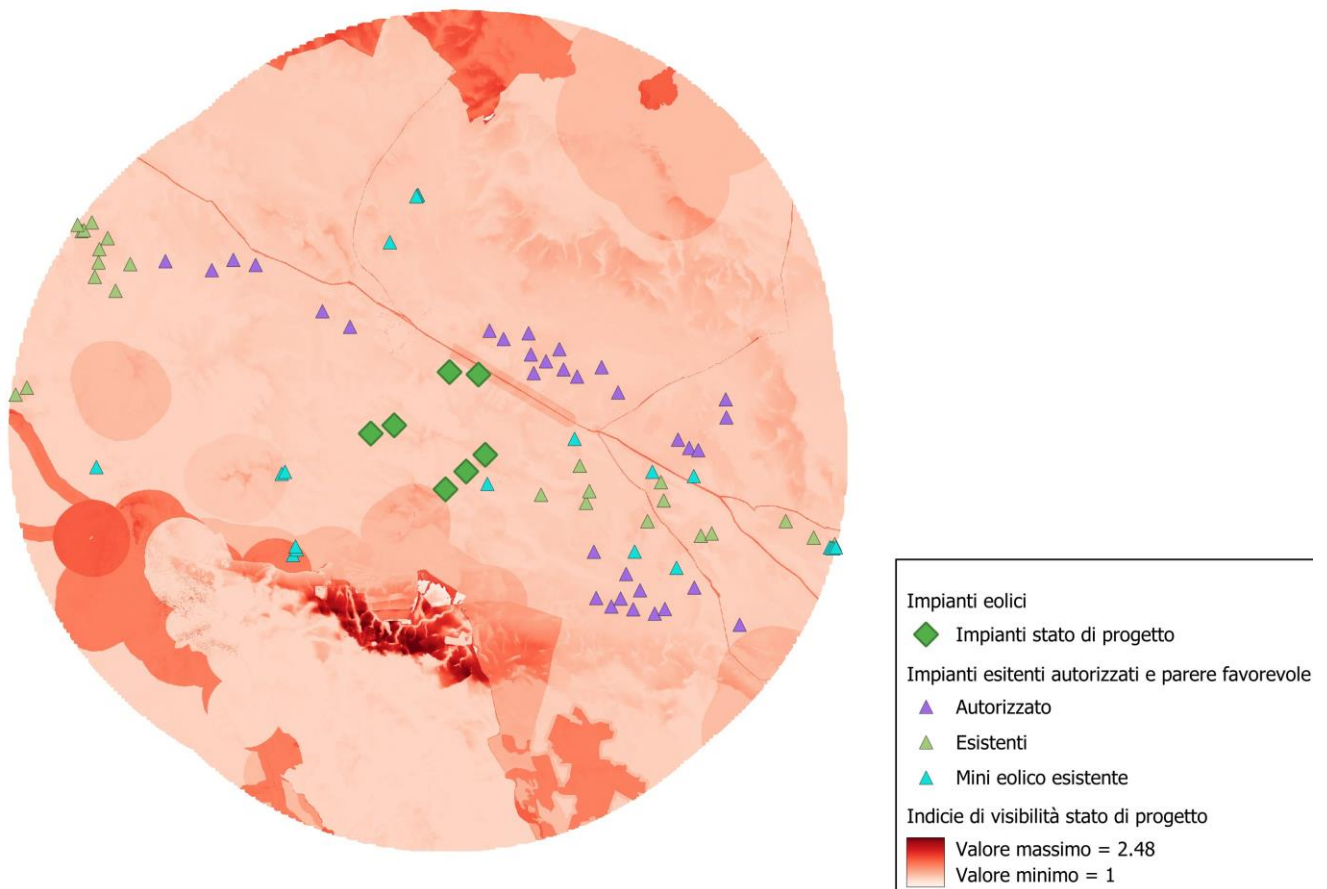 Impianti eolici
Impianti stato di progetto
Impianti esitenti autorizzati e parere favorevole
Autorizzato
Esistenti
Mini eolico esistente
Indicie di visibilità stato di progetto
Valore massimo = 2.48
Valore minimo = 1